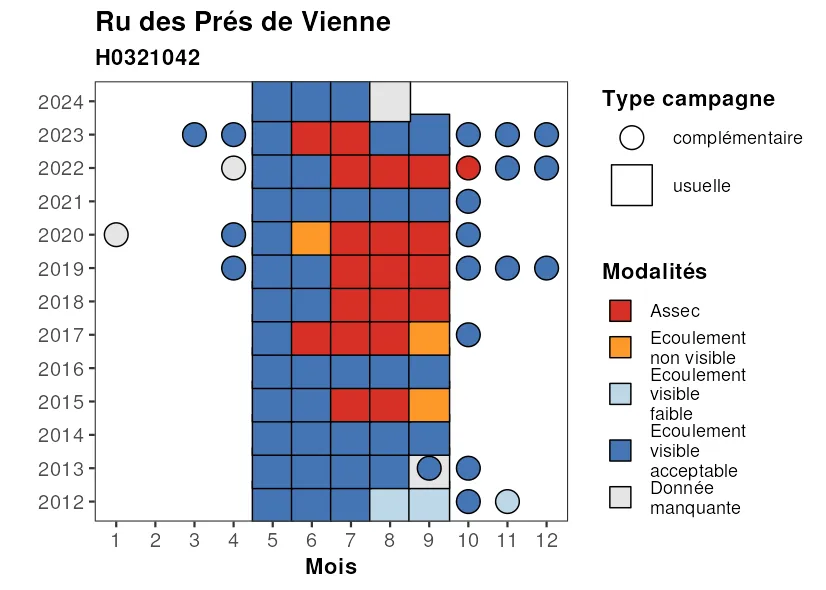 Ru des Prés de Vienne
H0321042
2024
2023
2022
2021
2020
2019
2018
2017
2016
2015
2014
2013
2012
1 2 3 4 5 6 7 8 9 10 11 12
Mois
Type campagne
complémentaire
usuelle
Modalités
Assec
Ecoulement
non visible
Ecoulement
visible
faible
Ecoulement
visible
acceptable
Donnée
manquante